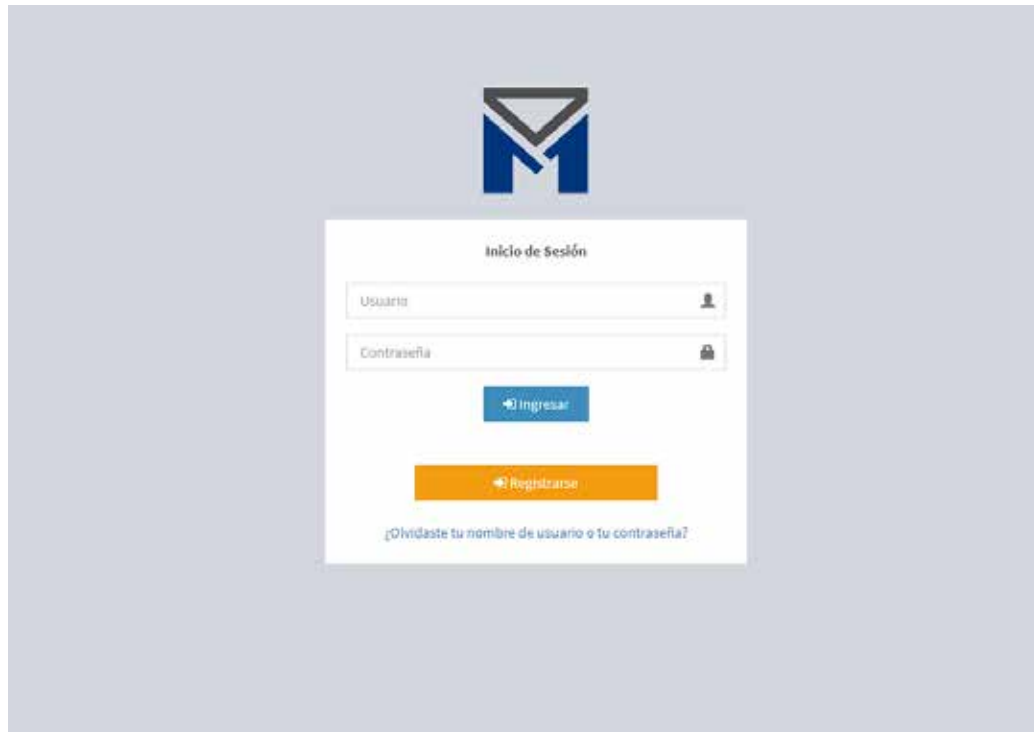 Inicio de Sesión
Usuario
Contraseña
Ingresar
Registrarse
¿Olvidaste tu nombre de usuario o tu contraseña?